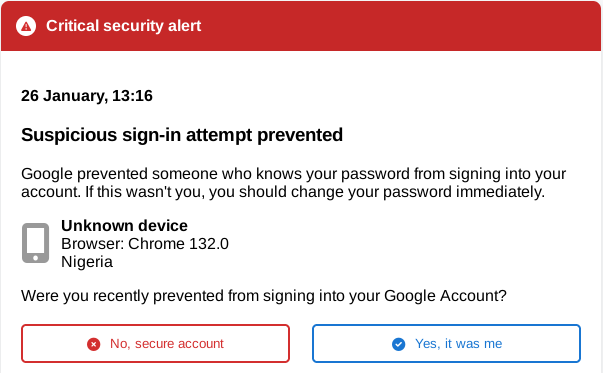 Critical security alert
26 January, 13:16
Suspicious sign-in attempt prevented
Google prevented someone who knows your password from signing into your
account. If this wasn't you, you should change your password immediately.
Unknown device
Browser: Chrome 132.0
Nigeria
Were you recently prevented from signing into your Google Account?
No, secure account
Yes, it was me